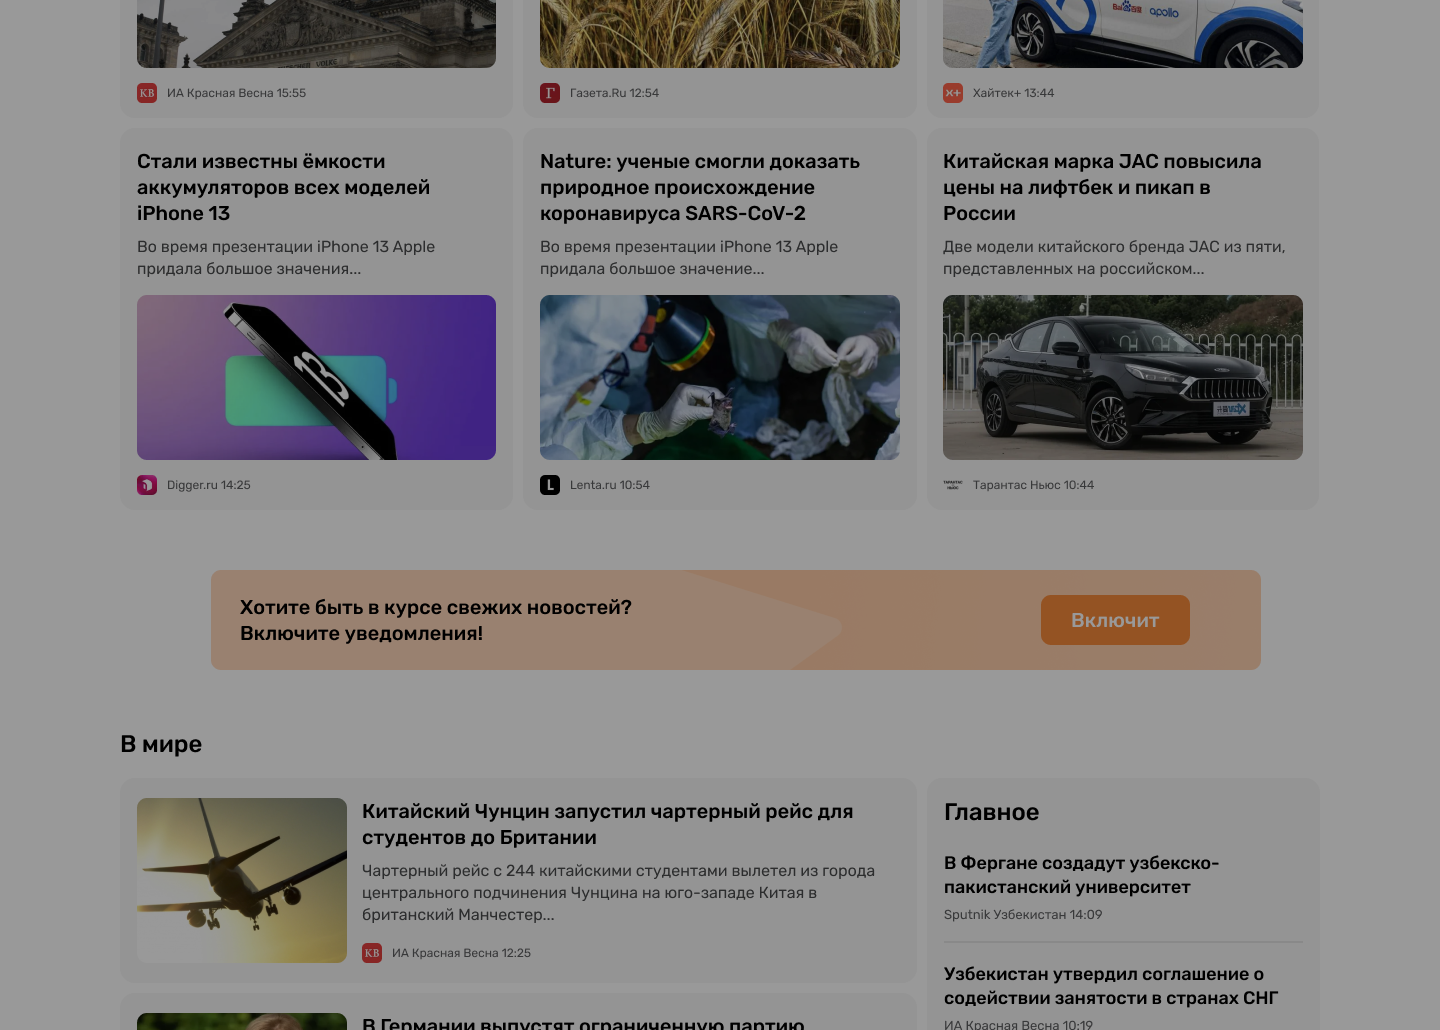 Baidu apollo
ИА Красная Весна 15:55
Газета.Ru 12:54
Хайтек+ 13:44
Стали известны ёмкости
аккумуляторов всех моделей
iPhone 13
Во время презентации iPhone 13 Apple
придала большое значения...
13
Digger.ru 14:25
Nature: ученые смогли доказать
природное происхождение
коронавируса SARS-CoV-2
Во время презентации iPhone 13 Apple
придала большое значение...
Lenta.ru 10:54
Китайская марка JAC повысила
цены на лифтбек и пикап в
России
Две модели китайского бренда JAC из пяти,
представленных на российском...
Тарантас Ньюс 10:44
Хотите быть в курсе свежих новостей?
Включите уведомления!
Включит
В мире
Китайский Чунцин запустил чартерный рейс для
студентов до Британии
Чартерный рейс с 244 китайскими студентами вылетел из города
центрального подчинения Чунцина на юго-западе Китая в
британский Манчестер...
КВ ИА Красная Весна 12:25
В Германии выпустят ограниченную партию
Главное
В Фергане создадут узбекско-
пакистанский университет
Sputnik Узбекистан 14:09
Узбекистан утвердил соглашение о
содействии занятости в странах СНГ
ИА Красная Весна 10:19